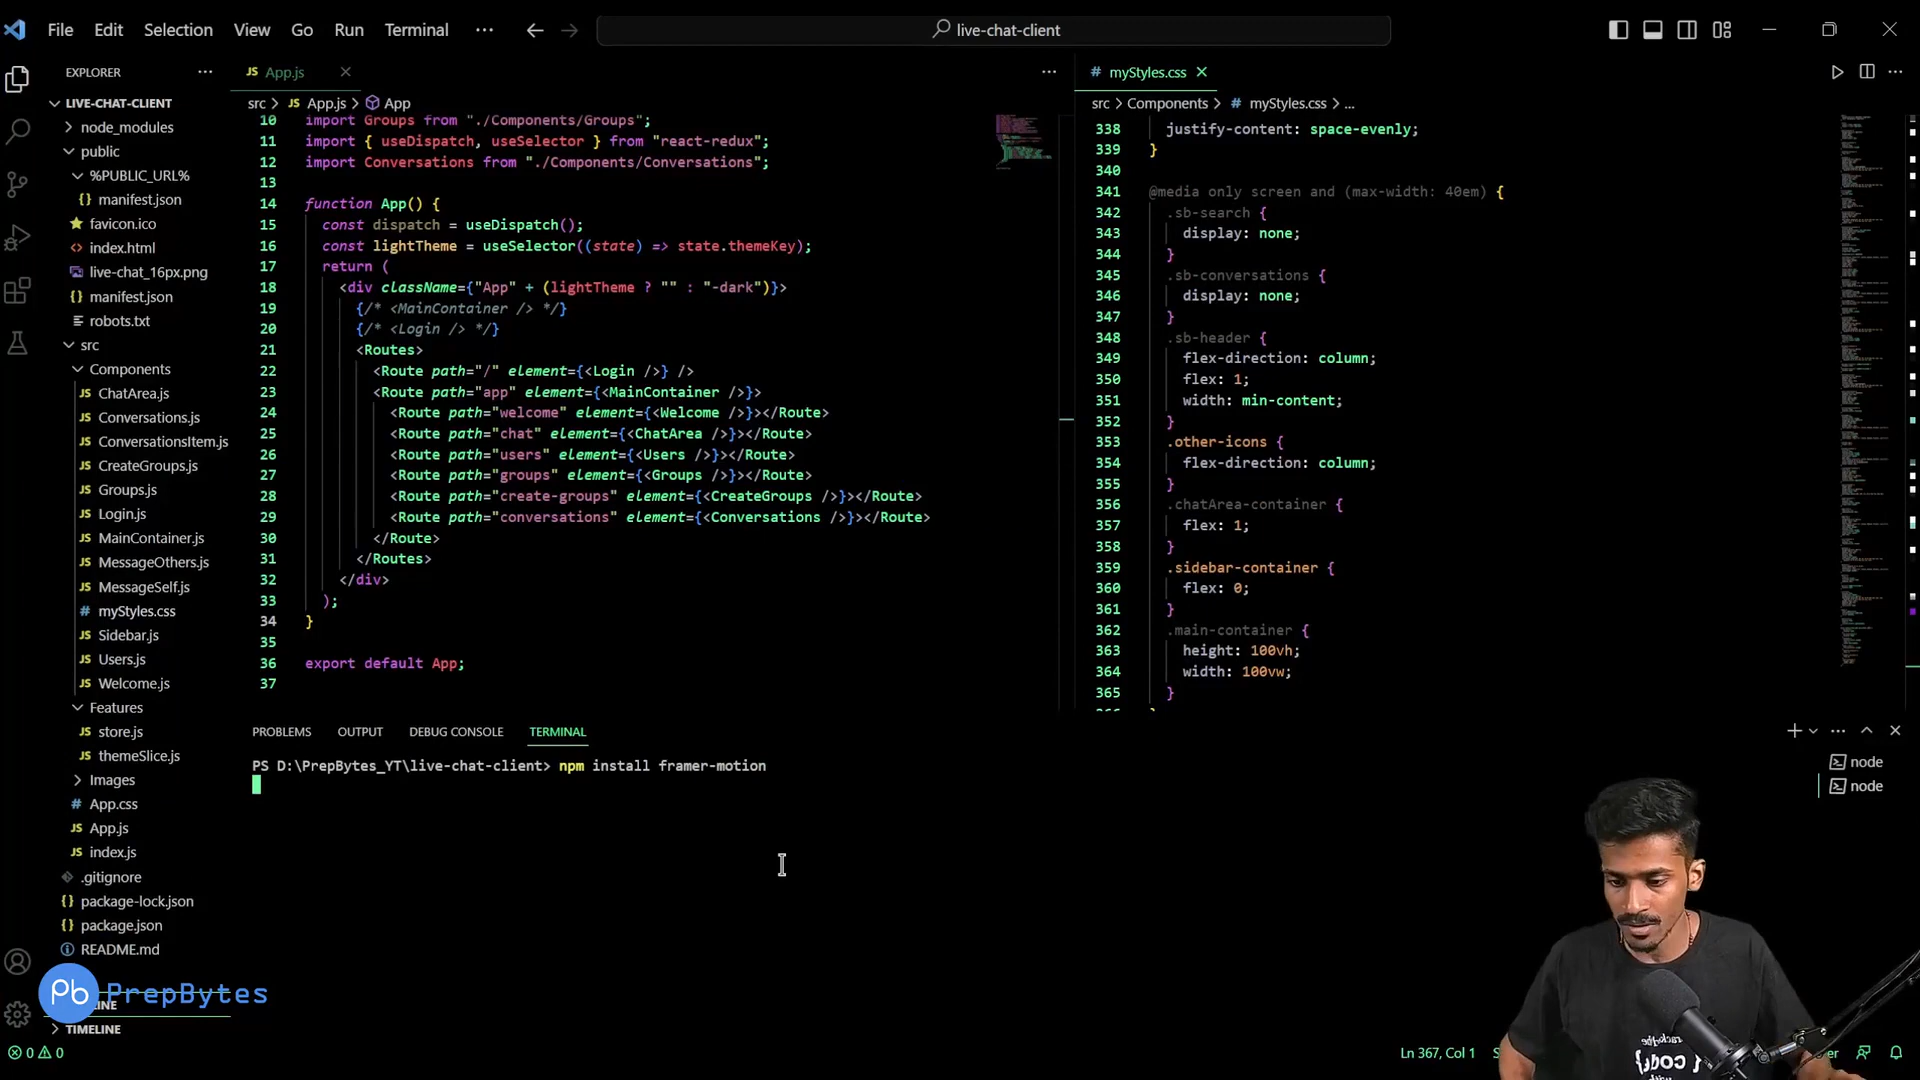 File Edit Selection View Go Run Terminal ··· live-chat-client
EXPLORER ···
LIVE-CHAT-CLIENT
node_modules
public
%PUBLIC_URL%
manifest.json
favicon.ico
index.html
live-chat_16px.png
manifest.json
robots.txt
src
Components
ChatArea.js
Conversations.js
ConversationsItem.js
CreateGroups.js
Groups.js
Login.js
MainContainer.js
MessageOthers.js
MessageSelf.js
myStyles.css
Sidebar.js
Users.js
Welcome.js
Features
store.js
themeSlice.js
Images
App.css
App.js
index.js
.gitignore
package-lock.json
package.json
README.md
Pb PrepBytes
INE
TIMELINE
0 0
JS App.js
src > JS App.js > App
10 import Groups from "./Components/Groups";
11 import { useDispatch, useSelector } from "react-redux";
12 import Conversations from "./Components/Conversations";
13
14 function App() {
15 const dispatch = useDispatch();
16 const lightTheme = useSelector((state) => state.themeKey);
17 return (
18 <div className={"App" + (lightTheme ? "" : "-dark")}>
19 {/* <MainContainer /> */}
20 {/* <Login /> */}
21 <Routes>
22 <Route path="/" element={<Login />} />
23 <Route path="app" element={<MainContainer />}>
24 <Route path="welcome" element={<Welcome />}></Route>
25 <Route path="chat" element={<ChatArea />}></Route>
26 <Route path="users" element={<Users />}></Route>
27 <Route path="groups" element={<Groups />}></Route>
28 <Route path="create-groups" element={<CreateGroups />}></Route>
29 <Route path="conversations" element={<Conversations />}></Route>
30 </Route>
31 </Routes>
32 </div>
33 );
34 }
35
36 export default App;
37
# myStyles.css
src > Components > # myStyles.css > ...
338 justify-content: space-evenly;
339 }
340
341 @media only screen and (max-width: 40em) {
342 .sb-search {
343 display: none;
344 }
345 .sb-conversations {
346 display: none;
347 }
348 .sb-header {
349 flex-direction: column;
350 flex: 1;
351 width: min-content;
352 }
353 .other-icons {
354 flex-direction: column;
355 }
356 .chatArea-container {
357 flex: 1;
358 }
359 .sidebar-container {
360 flex: 0;
361 }
362 .main-container {
363 height: 100vh;
364 width: 100vw;
365 }
PROBLEMS OUTPUT DEBUG CONSOLE TERMINAL
PS D:\PrepBytes_YT\live-chat-client> npm install framer-motion
node
node
Ln 367, Col 1